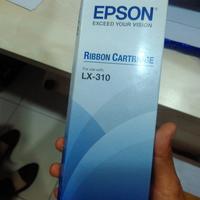 EPSON
EXCEED YOUR VISION
RIBBON CARTRIDGE
For use with:
LX-310